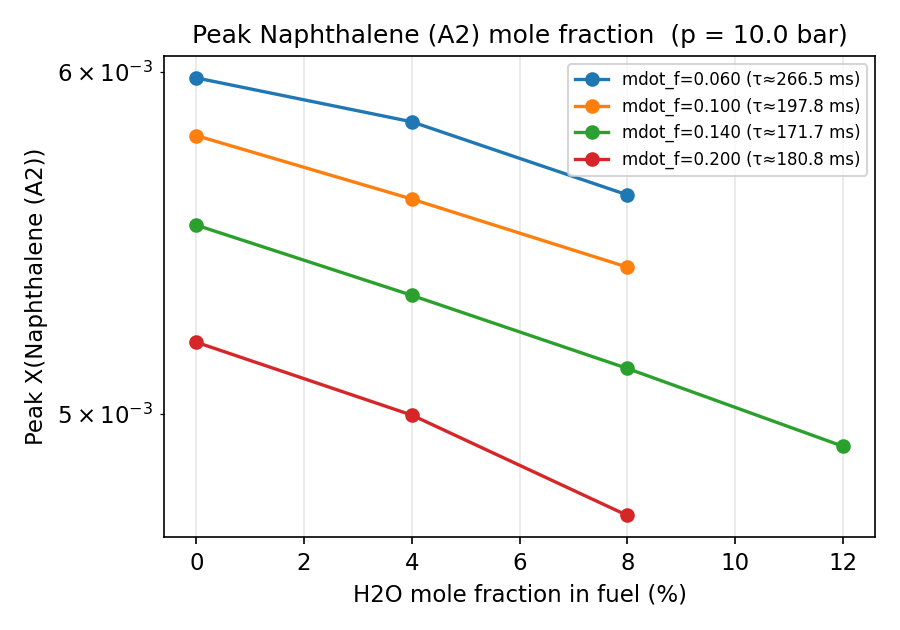 Peak Naphthalene (A2) mole fraction  (p = 10.0 bar)
6 × 10⁻³
5 × 10⁻³
Peak X(Naphthalene (A2))
mdot_f=0.060 (τ≈266.5 ms)
mdot_f=0.100 (τ≈197.8 ms)
mdot_f=0.140 (τ≈171.7 ms)
mdot_f=0.200 (τ≈180.8 ms)
0 2 4 6 8 10 12
H2O mole fraction in fuel (%)